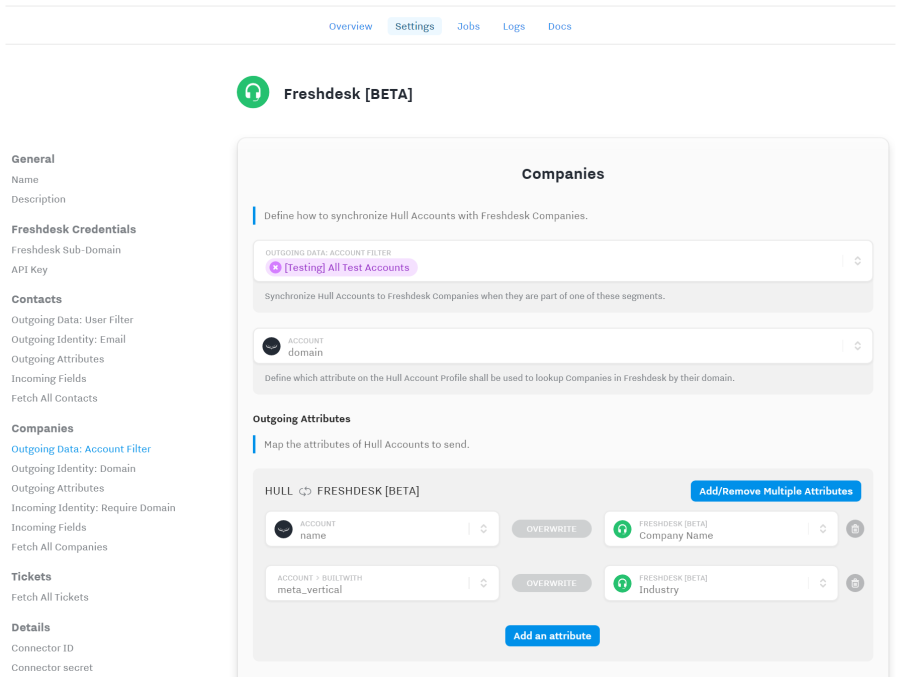 Overview Settings Jobs Logs Docs
Freshdesk [BETA]
General
Name
Description
Freshdesk Credentials
Freshdesk Sub-Domain
API Key
Contacts
Outgoing Data: User Filter
Outgoing Identity: Email
Outgoing Attributes
Incoming Fields
Fetch All Contacts
Companies
Outgoing Data: Account Filter
Outgoing Identity: Domain
Outgoing Attributes
Incoming Identity: Require Domain
Incoming Fields
Fetch All Companies
Tickets
Fetch All Tickets
Details
Connector ID
Connector secret
Companies
Define how to synchronize Hull Accounts with Freshdesk Companies.
OUTGOING DATA: ACCOUNT FILTER
[Testing] All Test Accounts
Synchronize Hull Accounts to Freshdesk Companies when they are part of one of these segments.
ACCOUNT
domain
Define which attribute on the Hull Account Profile shall be used to lookup Companies in Freshdesk by their domain.
Outgoing Attributes
Map the attributes of Hull Accounts to send.
HULL FRESHDESK [BETA]
Add/Remove Multiple Attributes
ACCOUNT
name
OVERWRITE
FRESHDESK [BETA]
Company Name
ACCOUNT > BUILTWITH
meta_vertical
OVERWRITE
FRESHDESK [BETA]
Industry
Add an attribute